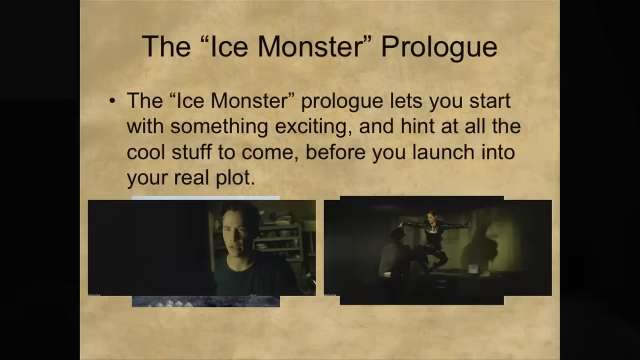 The “Ice Monster” Prologue
• The “Ice Monster” prologue lets you start
with something exciting, and hint at all the
cool stuff to come, before you launch into
your real plot.